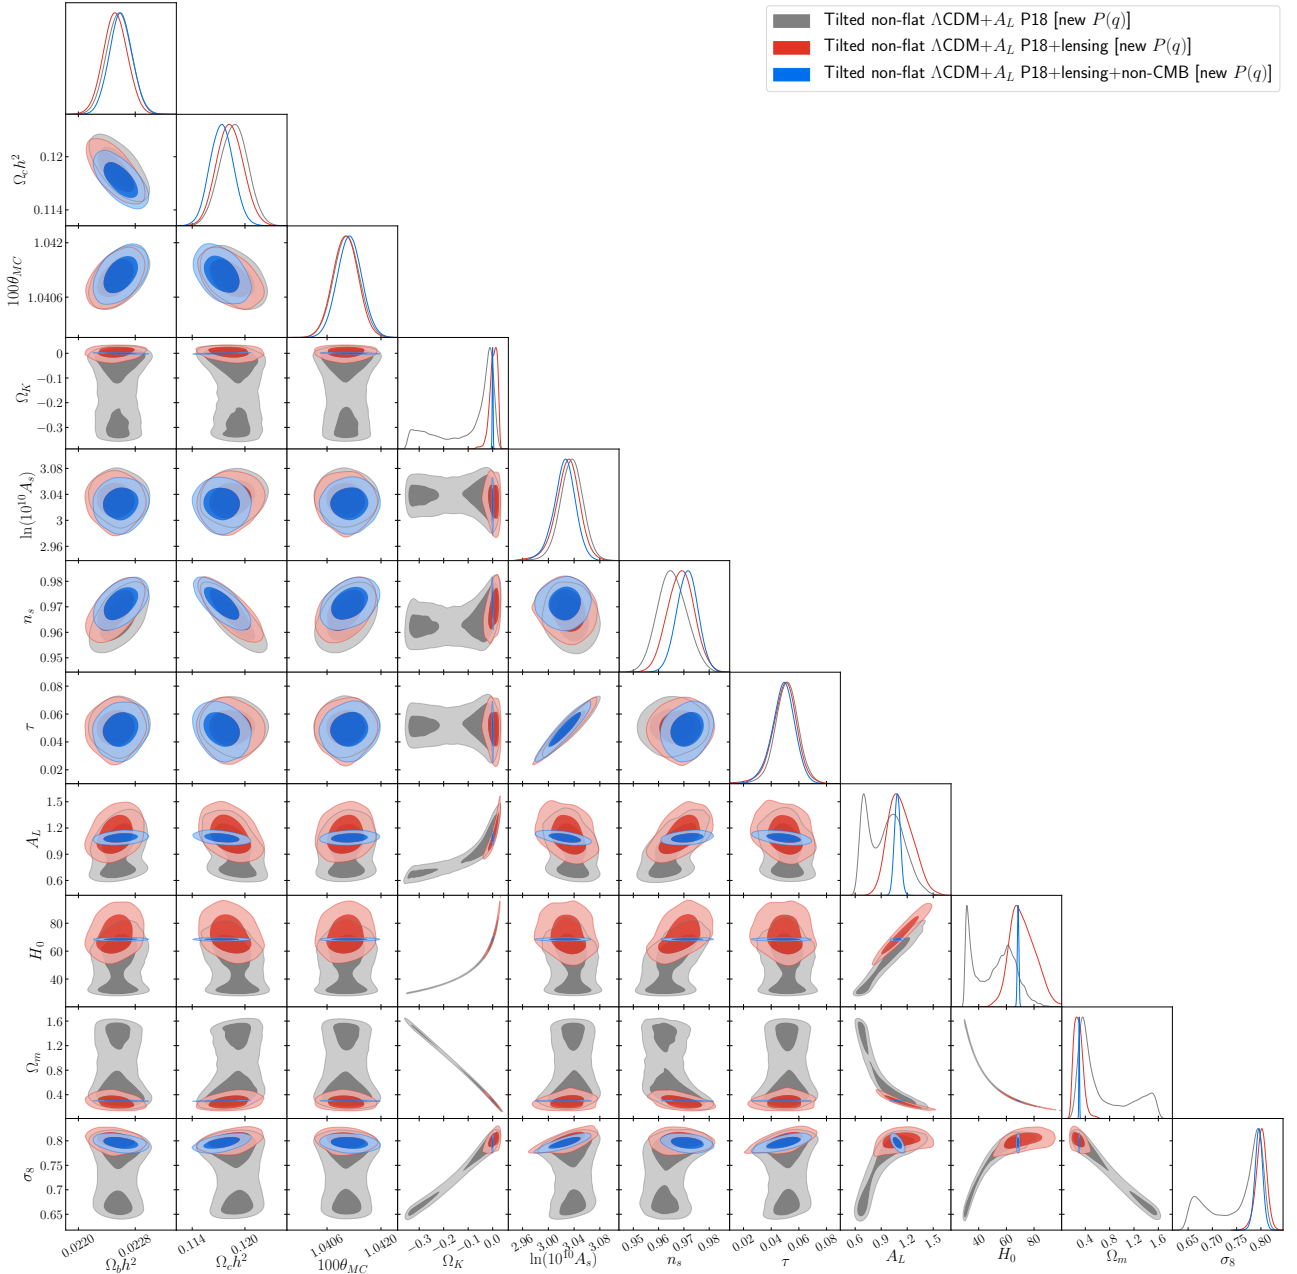 Tilted non-flat ΛCDM+A_L P18 [new P(q)]
Tilted non-flat ΛCDM+A_L P18+lensing [new P(q)]
Tilted non-flat ΛCDM+A_L P18+lensing+non-CMB [new P(q)]
Ω_c h²
0.12
0.114
100θ_MC
1.042
1.0406
Ω_K
0
−0.1
−0.2
−0.3
ln(10¹⁰A_s)
3.08
3.04
3
2.96
n_s
0.98
0.97
0.96
0.95
τ
0.08
0.06
0.04
0.02
A_L
1.5
1.2
0.9
0.6
H_0
80
60
40
Ω_m
1.6
1.2
0.8
0.4
σ_8
0.8
0.75
0.7
0.65
0.0220 0.0228 0.114 0.120 1.0406 1.0420 −0.3 −0.2 −0.1 0.0 2.96 3.00 3.04 3.08 0.95 0.96 0.97 0.98 0.02 0.04 0.06 0.08 0.6 0.9 1.2 1.5 40 60 80 0.4 0.8 1.2 1.6 0.65 0.70 0.75 0.80
Ω_b h² Ω_c h² 100θ_MC Ω_K ln(10¹⁰A_s) n_s τ A_L H_0 Ω_m σ_8